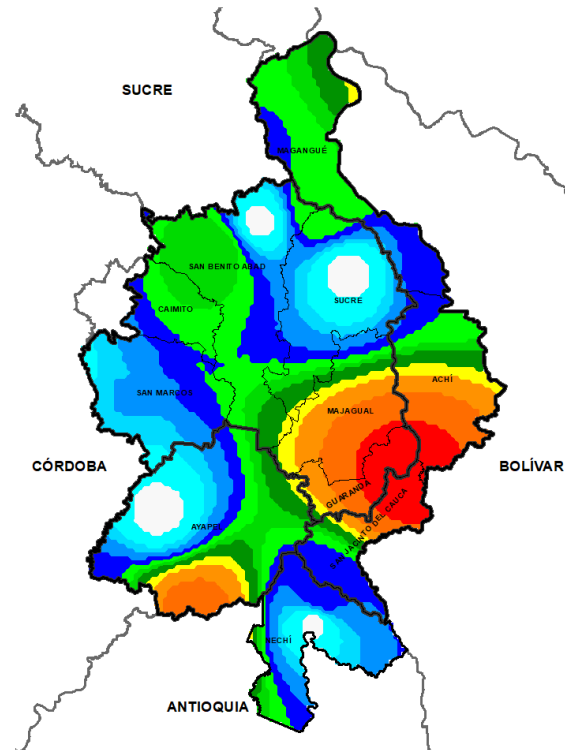 SUCRE
MAGANGUÉ
SAN BENITO ABAD
CAIMITO
SUCRE
SAN MARCOS
ACHÍ
MAJAGUAL
CÓRDOBA
BOLÍVAR
GUARANDA
SAN JACINTO DEL CAUCA
AYAPEL
NECHÍ
ANTIOQUIA